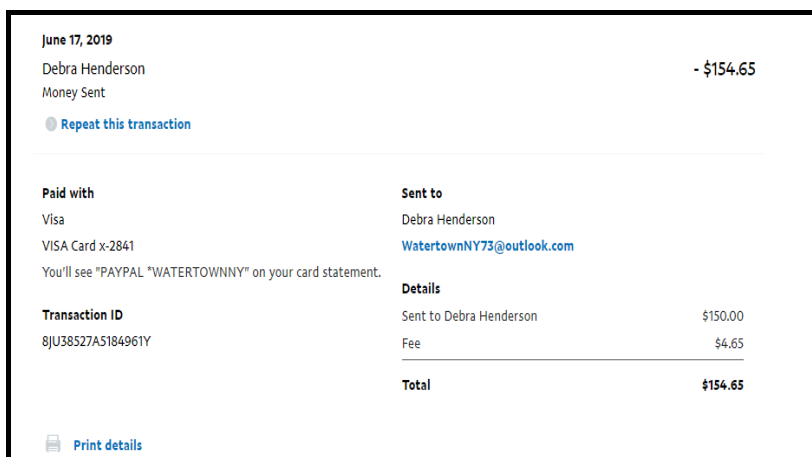 June 17, 2019
Debra Henderson - $154.65
Money Sent
Repeat this transaction
Paid with
Visa
VISA Card x-2841
You'll see "PAYPAL *WATERTOWNNY" on your card statement.
Transaction ID
8JU38527A5184961Y
Sent to
Debra Henderson
WatertownNY73@outlook.com
Details
Sent to Debra Henderson $150.00
Fee $4.65
Total $154.65
Print details